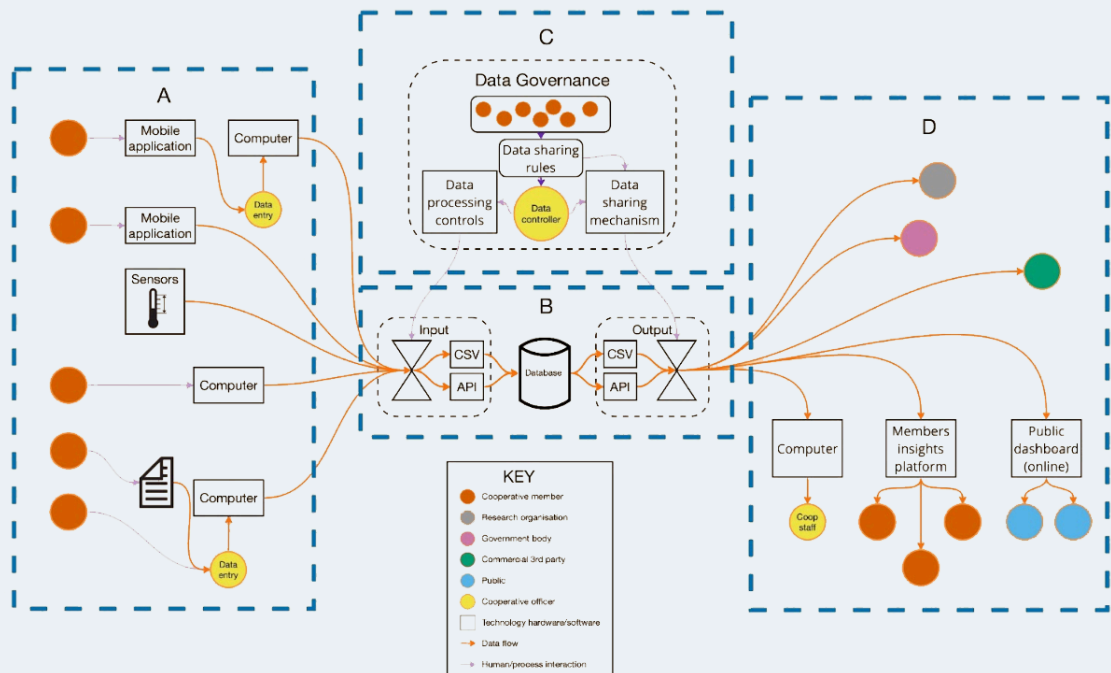 A
Mobile
application
Computer
Data
entry
Mobile
application
Sensors
Computer
Computer
Data
entry
C
Data Governance
Data sharing
rules
Data
processing
controls
Data
controller
Data
sharing
mechanism
B
Input
CSV
API
Database
Output
CSV
API
D
Computer
Members
insights
platform
Public
dashboard
(online)
Coop
staff
KEY
Cooperative member
Research organisation
Government body
Commercial 3rd party
Public
Cooperative officer
Technology hardware/software
Data flow
Human/process interaction